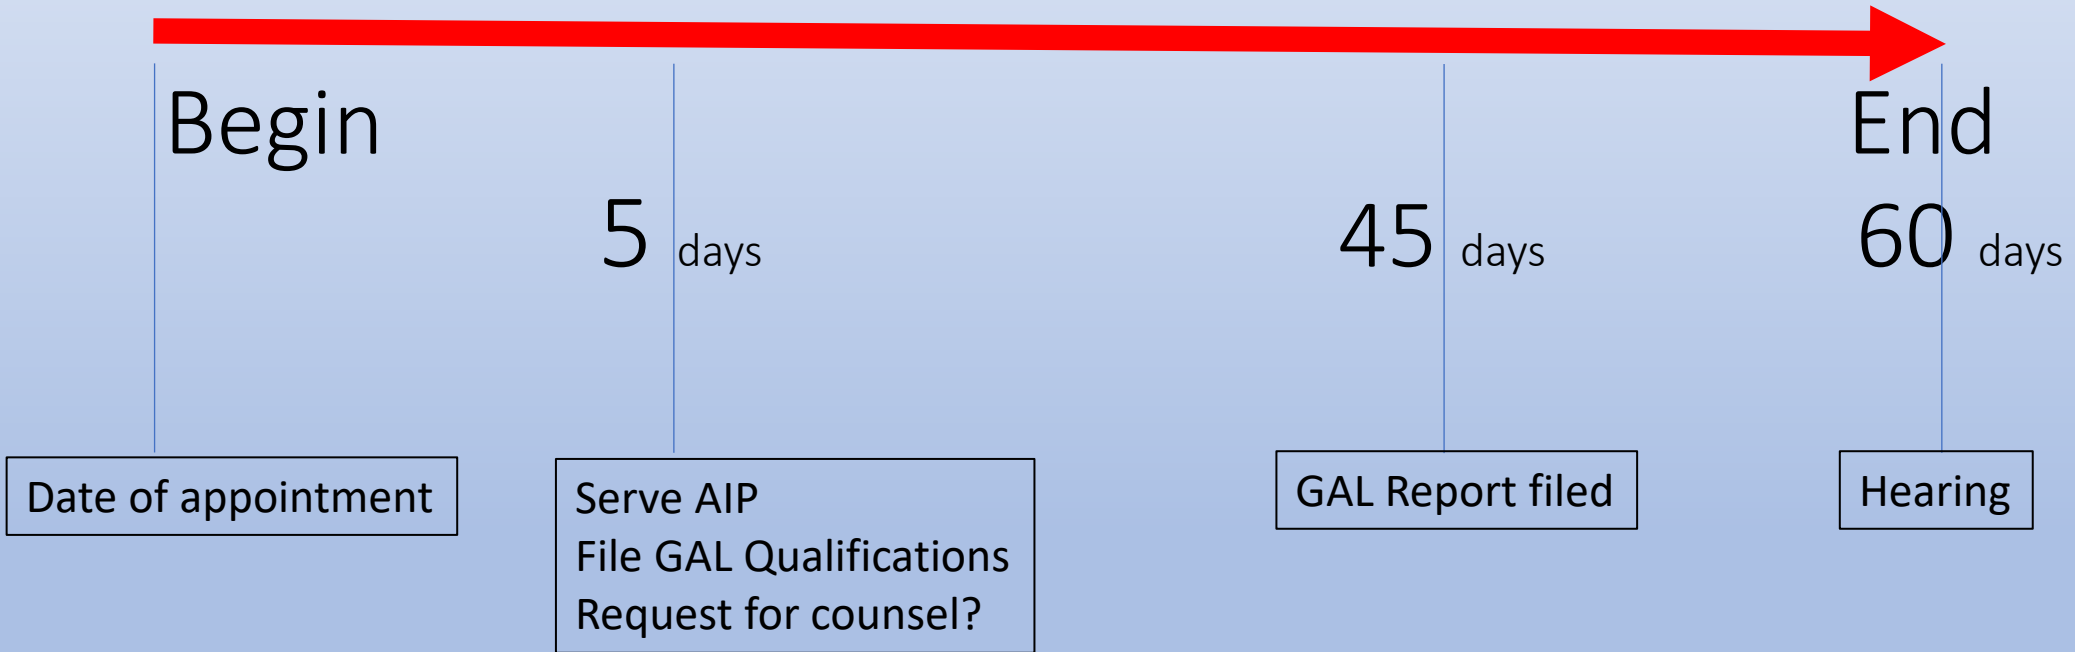 Begin
End
5 days
45 days
60 days
Date of appointment
Serve AIP
File GAL Qualifications
Request for counsel?
GAL Report filed
Hearing